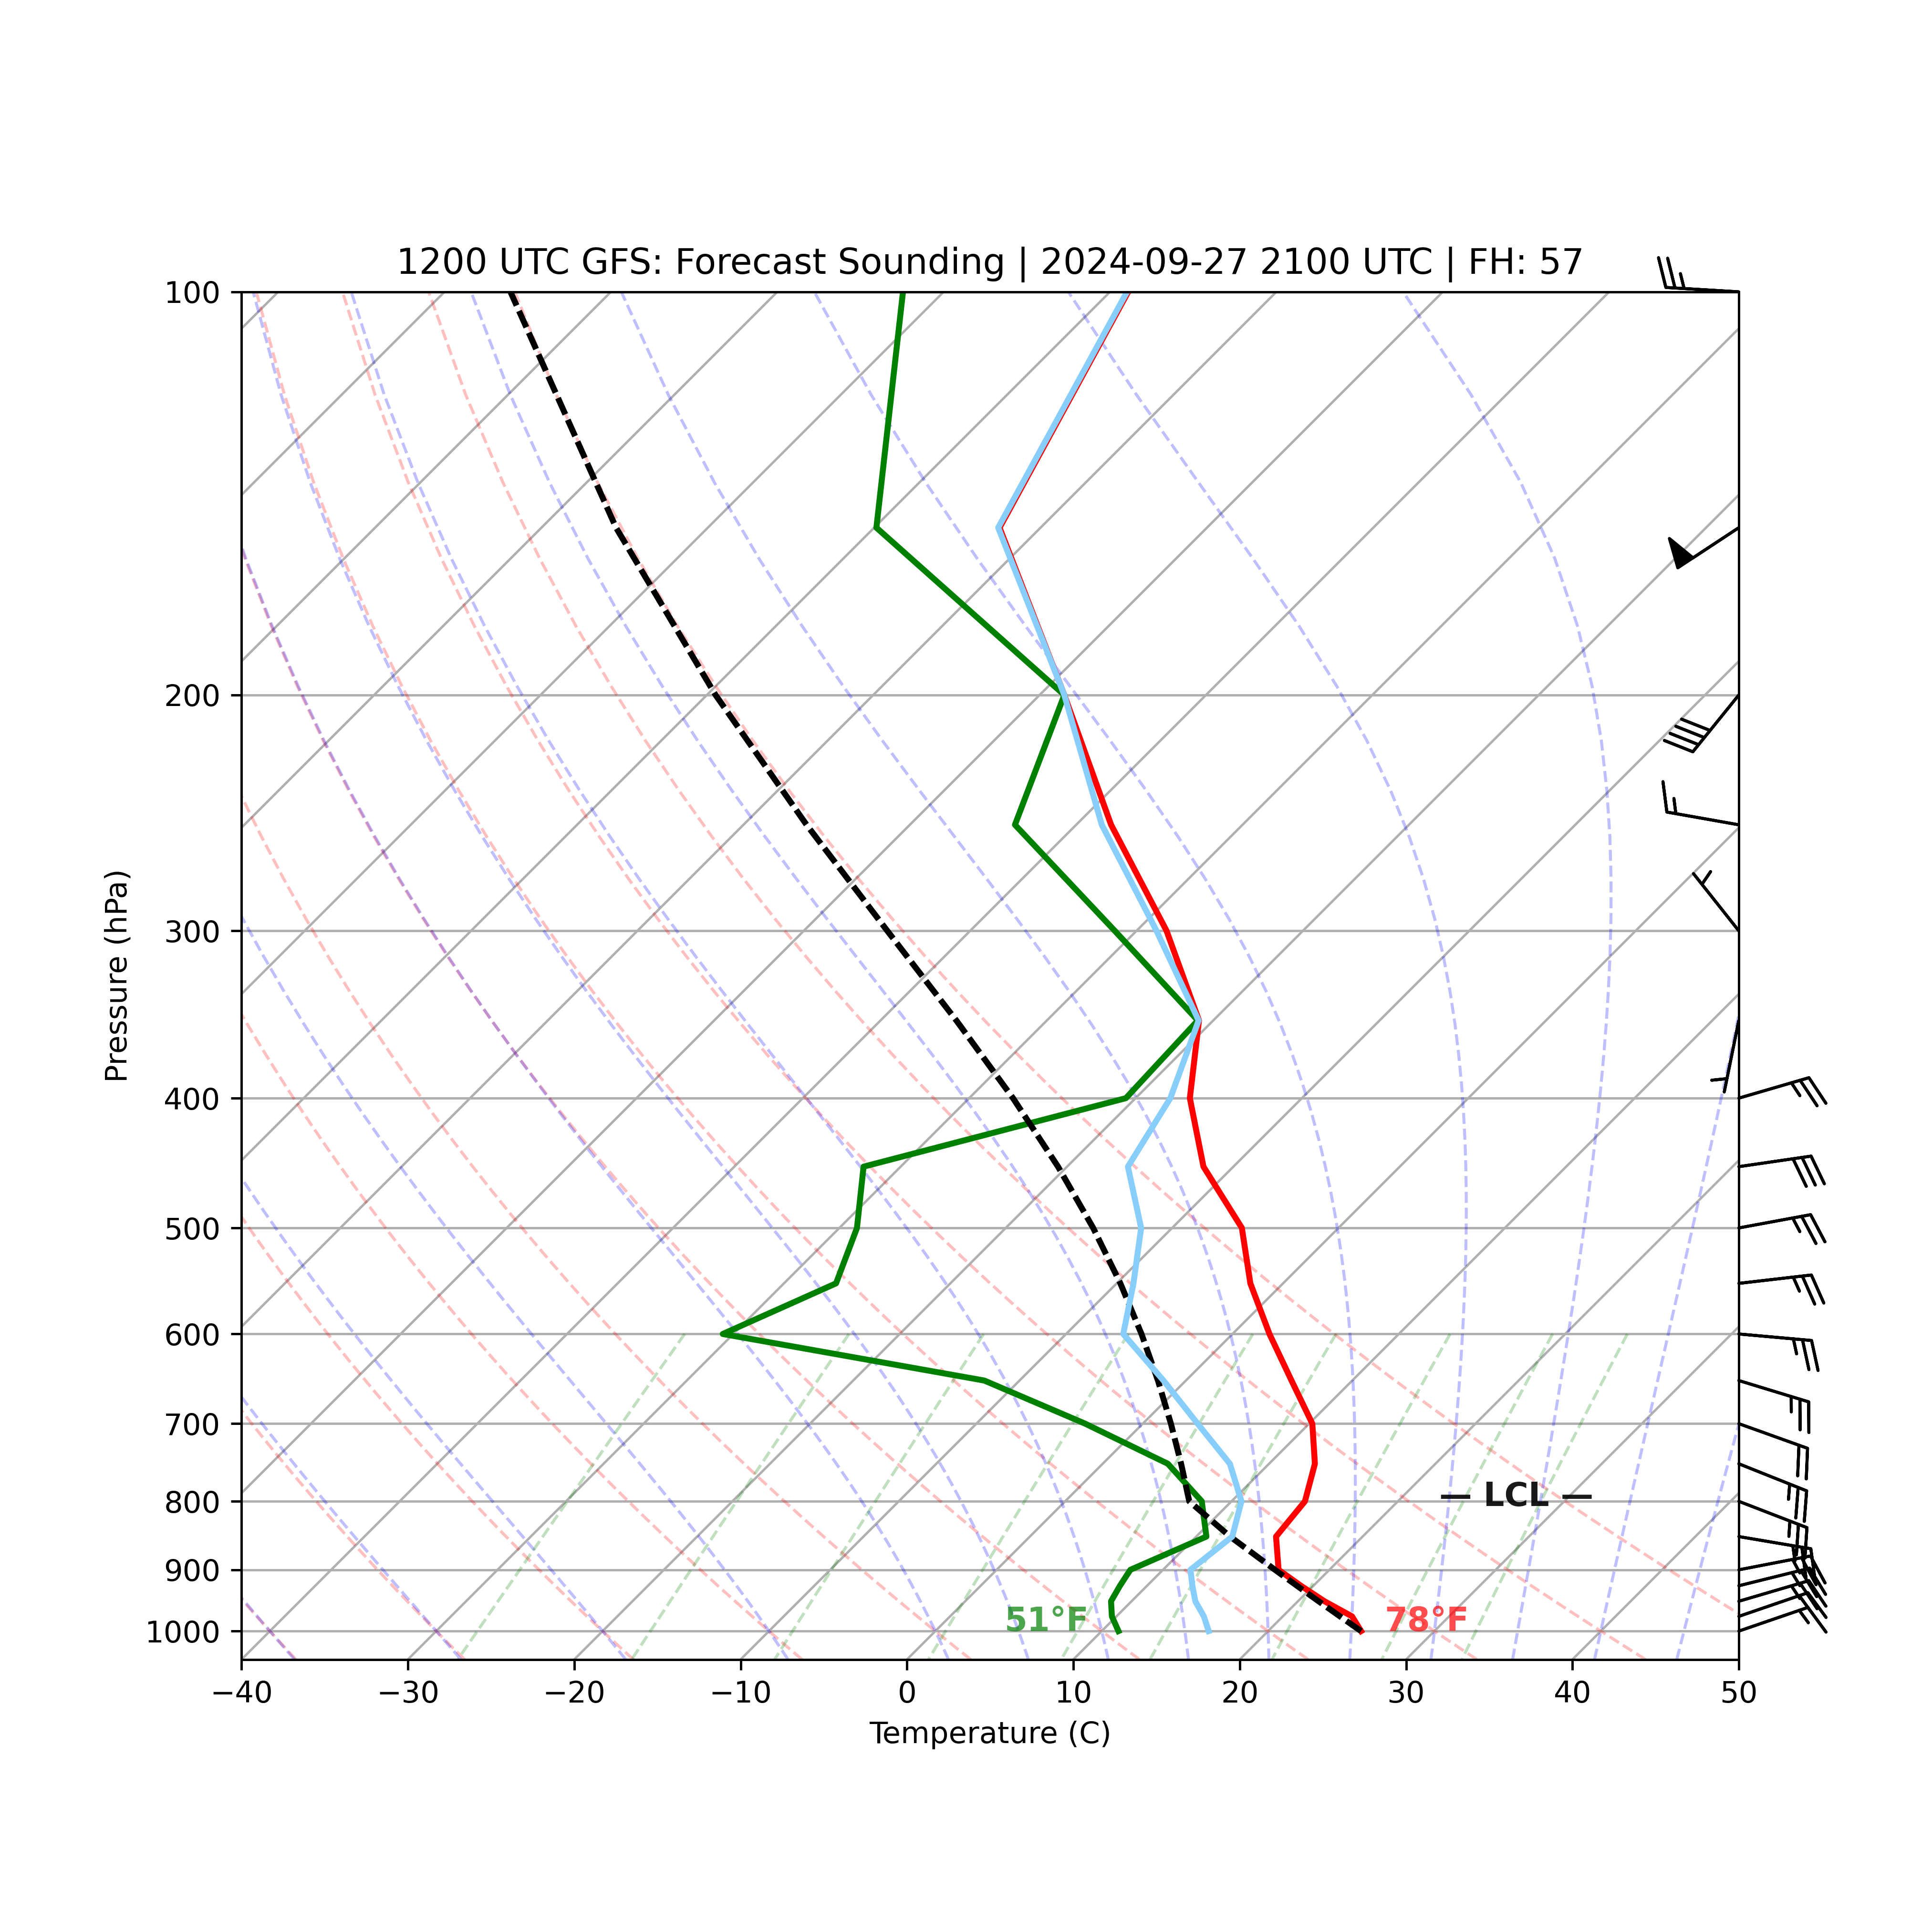 1200 UTC GFS: Forecast Sounding | 2024-09-27 2100 UTC | FH: 57
100
200
300
400
500
600
700
800
900
1000
Pressure (hPa)
— LCL —
51°F
78°F
−40 −30 −20 −10 0 10 20 30 40 50
Temperature (C)